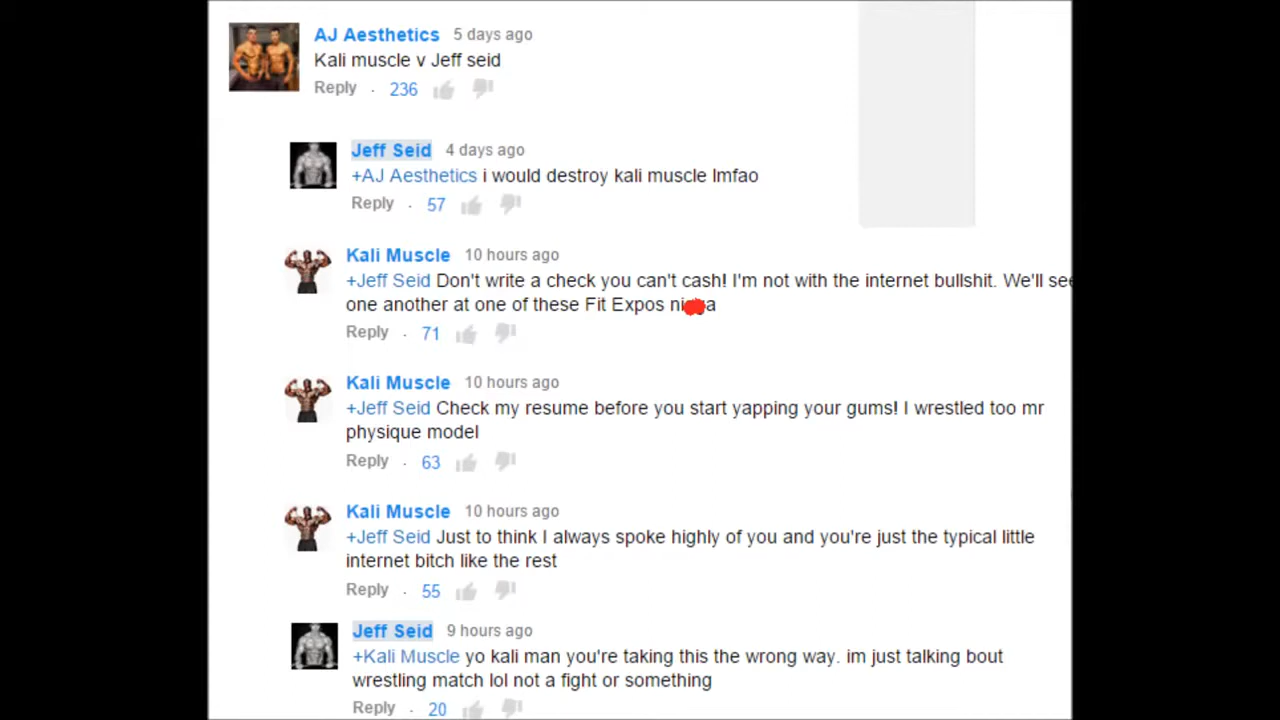 AJ Aesthetics 5 days ago
Kali muscle v Jeff seid
Reply . 236
Jeff Seid 4 days ago
+AJ Aesthetics i would destroy kali muscle lmfao
Reply . 57
Kali Muscle 10 hours ago
+Jeff Seid Don't write a check you can't cash! I'm not with the internet bullshit. We'll see
one another at one of these Fit Expos
Reply . 71
Kali Muscle 10 hours ago
+Jeff Seid Check my resume before you start yapping your gums! I wrestled too mr
physique model
Reply . 63
Kali Muscle 10 hours ago
+Jeff Seid Just to think I always spoke highly of you and you're just the typical little
internet bitch like the rest
Reply . 55
Jeff Seid 9 hours ago
+Kali Muscle yo kali man you're taking this the wrong way. im just talking bout
wrestling match lol not a fight or something
Reply . 20